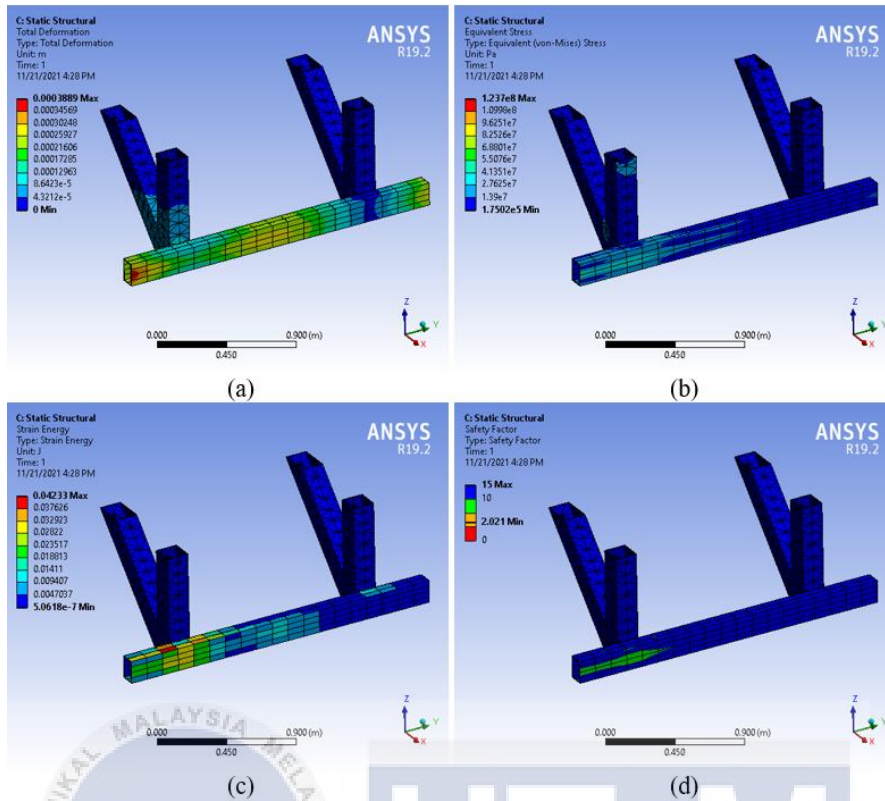 C: Static Structural
Total Deformation
Type: Total Deformation
Unit: m
Time: 1
11/21/2021 4:28 PM
0.0003889 Max
0.00034569
0.00030248
0.00025927
0.00021606
0.00017285
0.00012963
8.6423e-5
4.3212e-5
0 Min
ANSYS
R19.2
0.000
0.900 (m)
0.450
Z
Y
X
(a)
C: Static Structural
Equivalent Stress
Type: Equivalent (von-Mises) Stress
Unit: Pa
Time: 1
11/21/2021 4:28 PM
1.237e8 Max
1.0998e8
9.6251e7
8.2526e7
6.8801e7
5.5076e7
4.1351e7
2.7625e7
1.39e7
1.7502e5 Min
ANSYS
R19.2
0.000
0.900 (m)
0.450
Z
Y
X
(b)
C: Static Structural
Strain Energy
Type: Strain Energy
Unit: J
Time: 1
11/21/2021 4:28 PM
0.04233 Max
0.037626
0.032923
0.02822
0.023517
0.018813
0.01411
0.009407
0.0047037
5.0618e-7 Min
ANSYS
R19.2
0.000
0.900 (m)
0.450
Z
Y
X
(c)
C: Static Structural
Safety Factor
Type: Safety Factor
Time: 1
11/21/2021 4:28 PM
15 Max
10
2.021 Min
0
ANSYS
R19.2
0.000
0.900 (m)
0.450
Z
Y
X
(d)
MALAYSIA